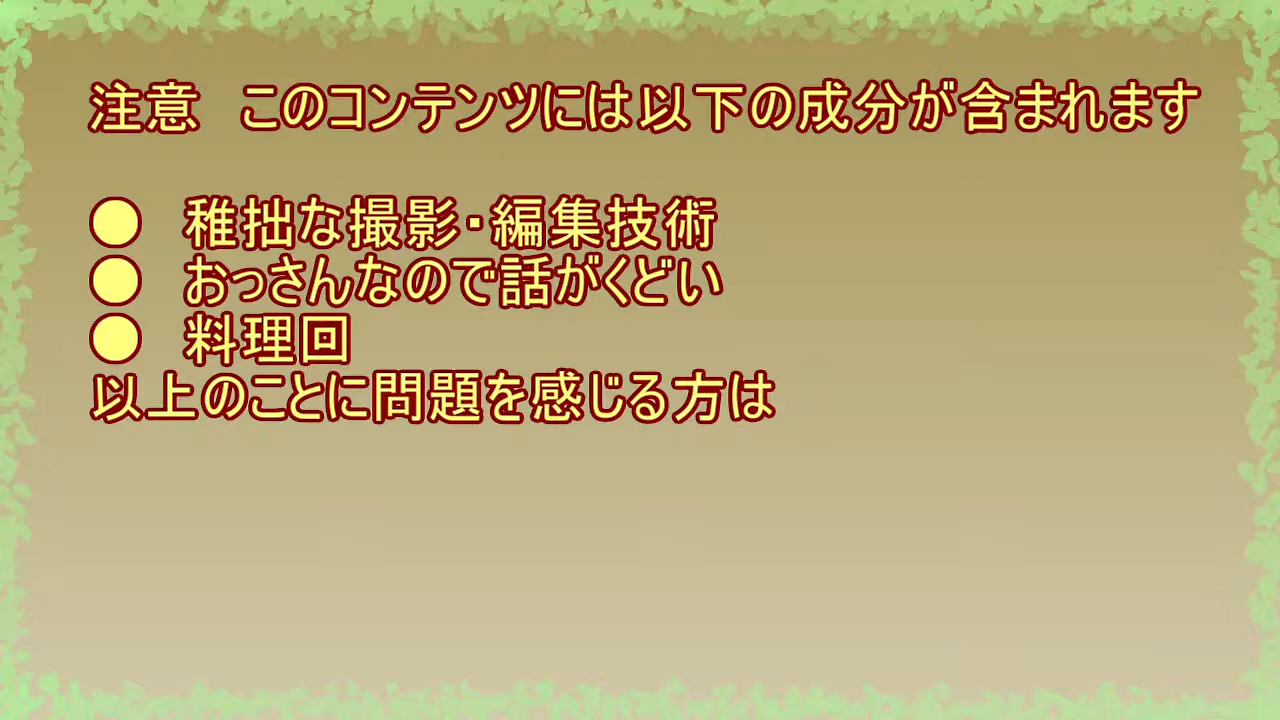 注意　このコンテンツには以下の成分が含まれます
●　稚拙な撮影・編集技術
●　おっさんなので話がくどい
●　料理回
以上のことに問題を感じる方は